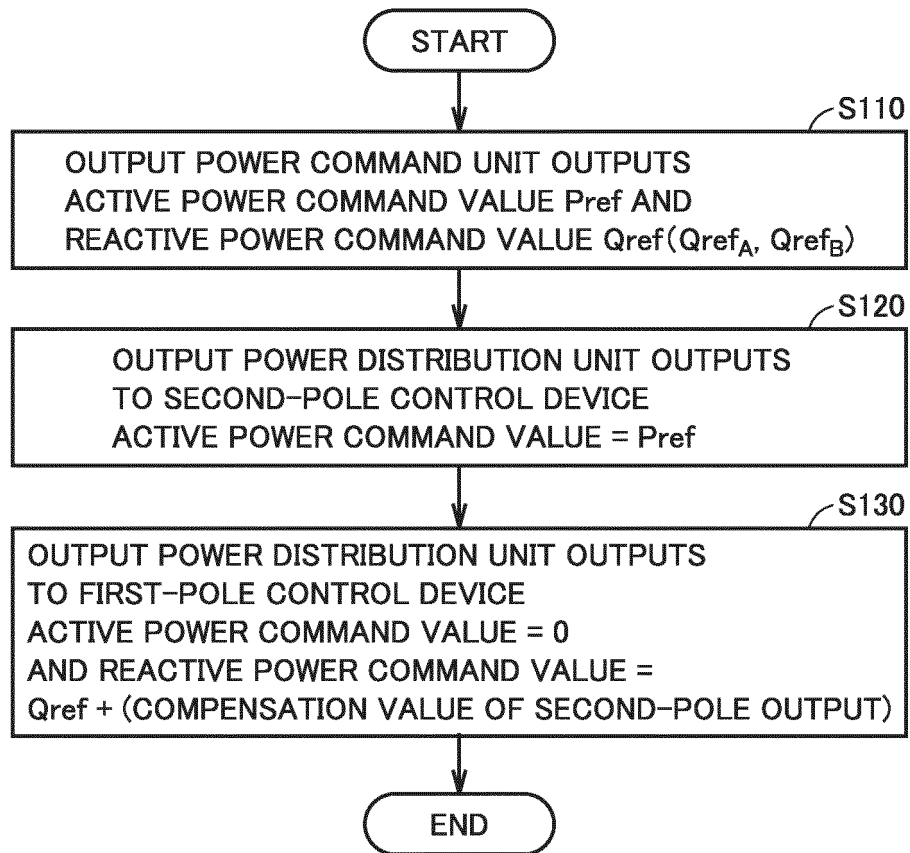 START
S110
OUTPUT POWER COMMAND UNIT OUTPUTS
ACTIVE POWER COMMAND VALUE Pref AND
REACTIVE POWER COMMAND VALUE Qref(QrefA, QrefB)
S120
OUTPUT POWER DISTRIBUTION UNIT OUTPUTS
TO SECOND-POLE CONTROL DEVICE
ACTIVE POWER COMMAND VALUE = Pref
S130
OUTPUT POWER DISTRIBUTION UNIT OUTPUTS
TO FIRST-POLE CONTROL DEVICE
ACTIVE POWER COMMAND VALUE = 0
AND REACTIVE POWER COMMAND VALUE =
Qref + (COMPENSATION VALUE OF SECOND-POLE OUTPUT)
END